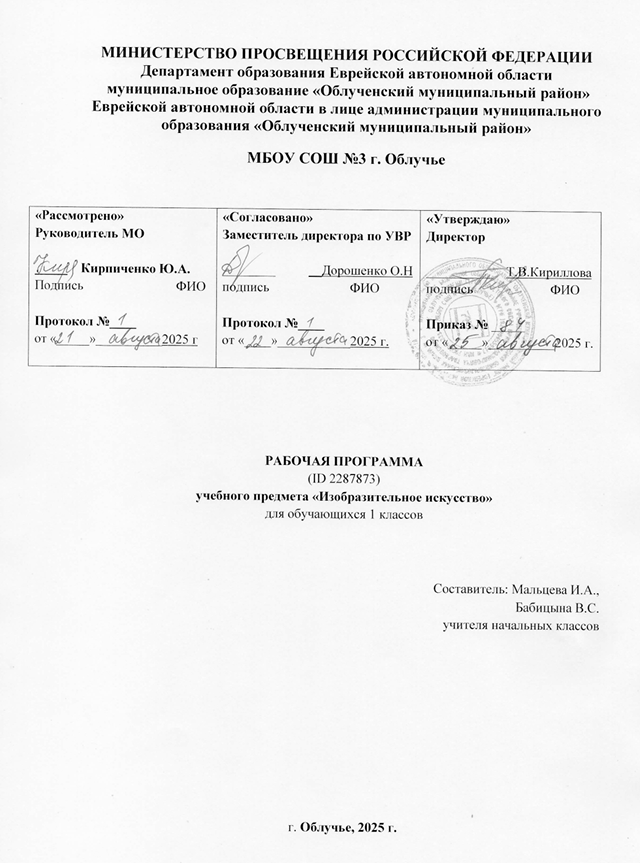 МИНИСТЕРСТВО ПРОСВЕЩЕНИЯ РОССИЙСКОЙ ФЕДЕРАЦИИ
Департамент образования Еврейской автономной области
муниципальное образование «Облученский муниципальный район»
Еврейской автономной области в лице администрации муниципального
образования «Облученский муниципальный район»
МБОУ СОШ №3 г. Облучье
«Рассмотрено»
Руководитель МО
Кирпиченко Ю.А.
Подпись ФИО
Протокол № 1
от «21» августа 2025 г
«Согласовано»
Заместитель директора по УВР
Дорошенко О.Н
подпись ФИО
Протокол № 1
от «22 » августа 2025 г.
«Утверждаю»
Директор
Т.В.Кириллова
подпись ФИО
Приказ № 84
от « 25 » августа 2025 г.
РАБОЧАЯ ПРОГРАММА
(ID 2287873)
учебного предмета «Изобразительное искусство»
для обучающихся 1 классов
Составитель: Мальцева И.А.,
Бабицына В.С.
учителя начальных классов
г. Облучье, 2025 г.